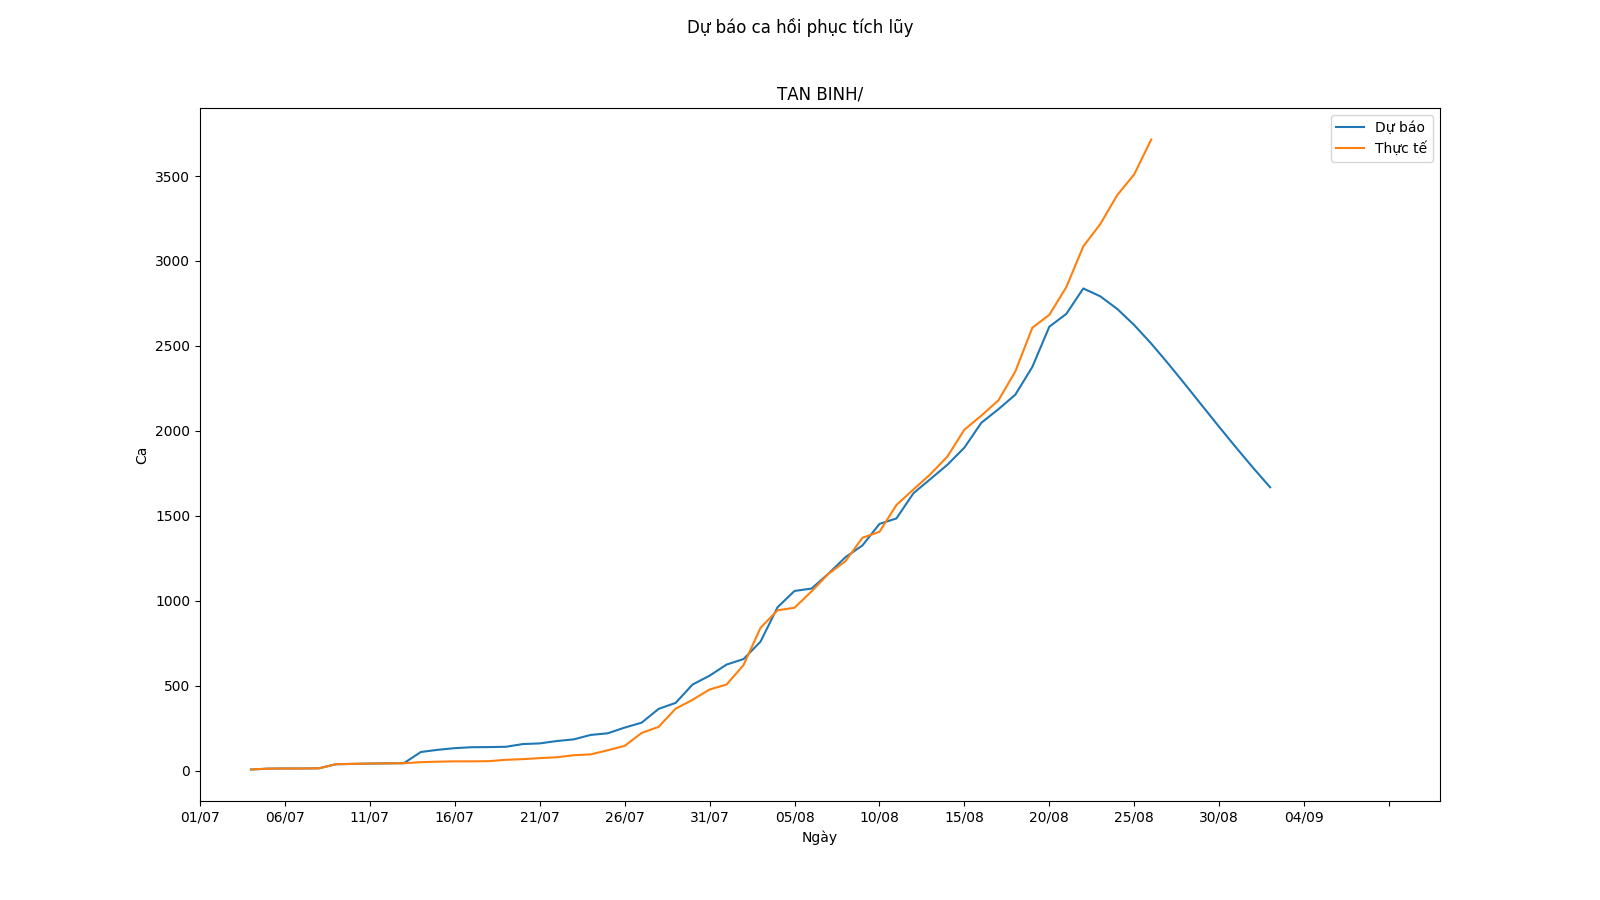 Dự báo ca hồi phục tích lũy
TAN BINH/
Dự báo
Thực tế
3500
3000
2500
2000
1500
1000
500
0
Ca
01/07 06/07 11/07 16/07 21/07 26/07 31/07 05/08 10/08 15/08 20/08 25/08 30/08 04/09
Ngày